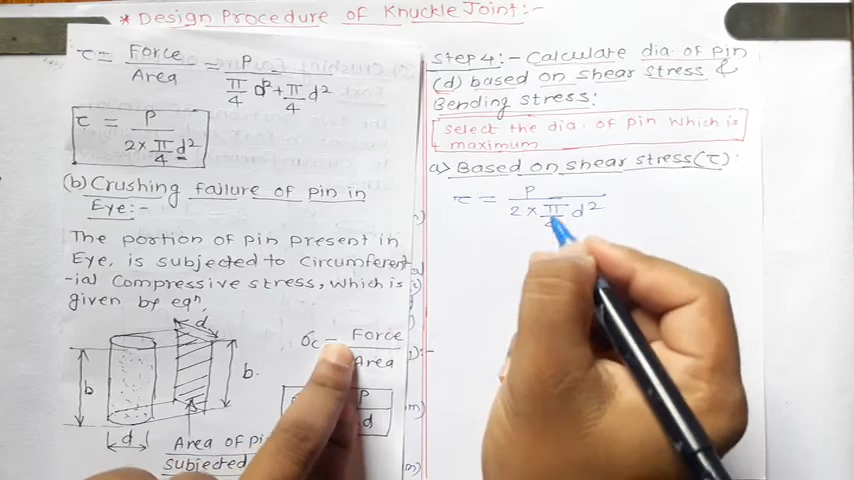 * Design Procedure of Knuckle Joint:-
τ = Force / Area = P / π/4 d² + π/4 d²
τ = P / 2 × π/4 d²
(b) Crushing failure of pin in
Eye:-
The portion of pin present in
Eye, is subjected to Circumferent
-ial Compressive stress, which is
given by eqⁿ,
d
b
b.
d
σc = Force / Area
P
d
Area of pi
subjected
Step 4:- Calculate dia. of pin
(d) based on shear stress &
Bending stress:
Select the dia. of pin which is
maximum
a) Based on shear stress(τ):
τ = P / 2 × π/4 d²